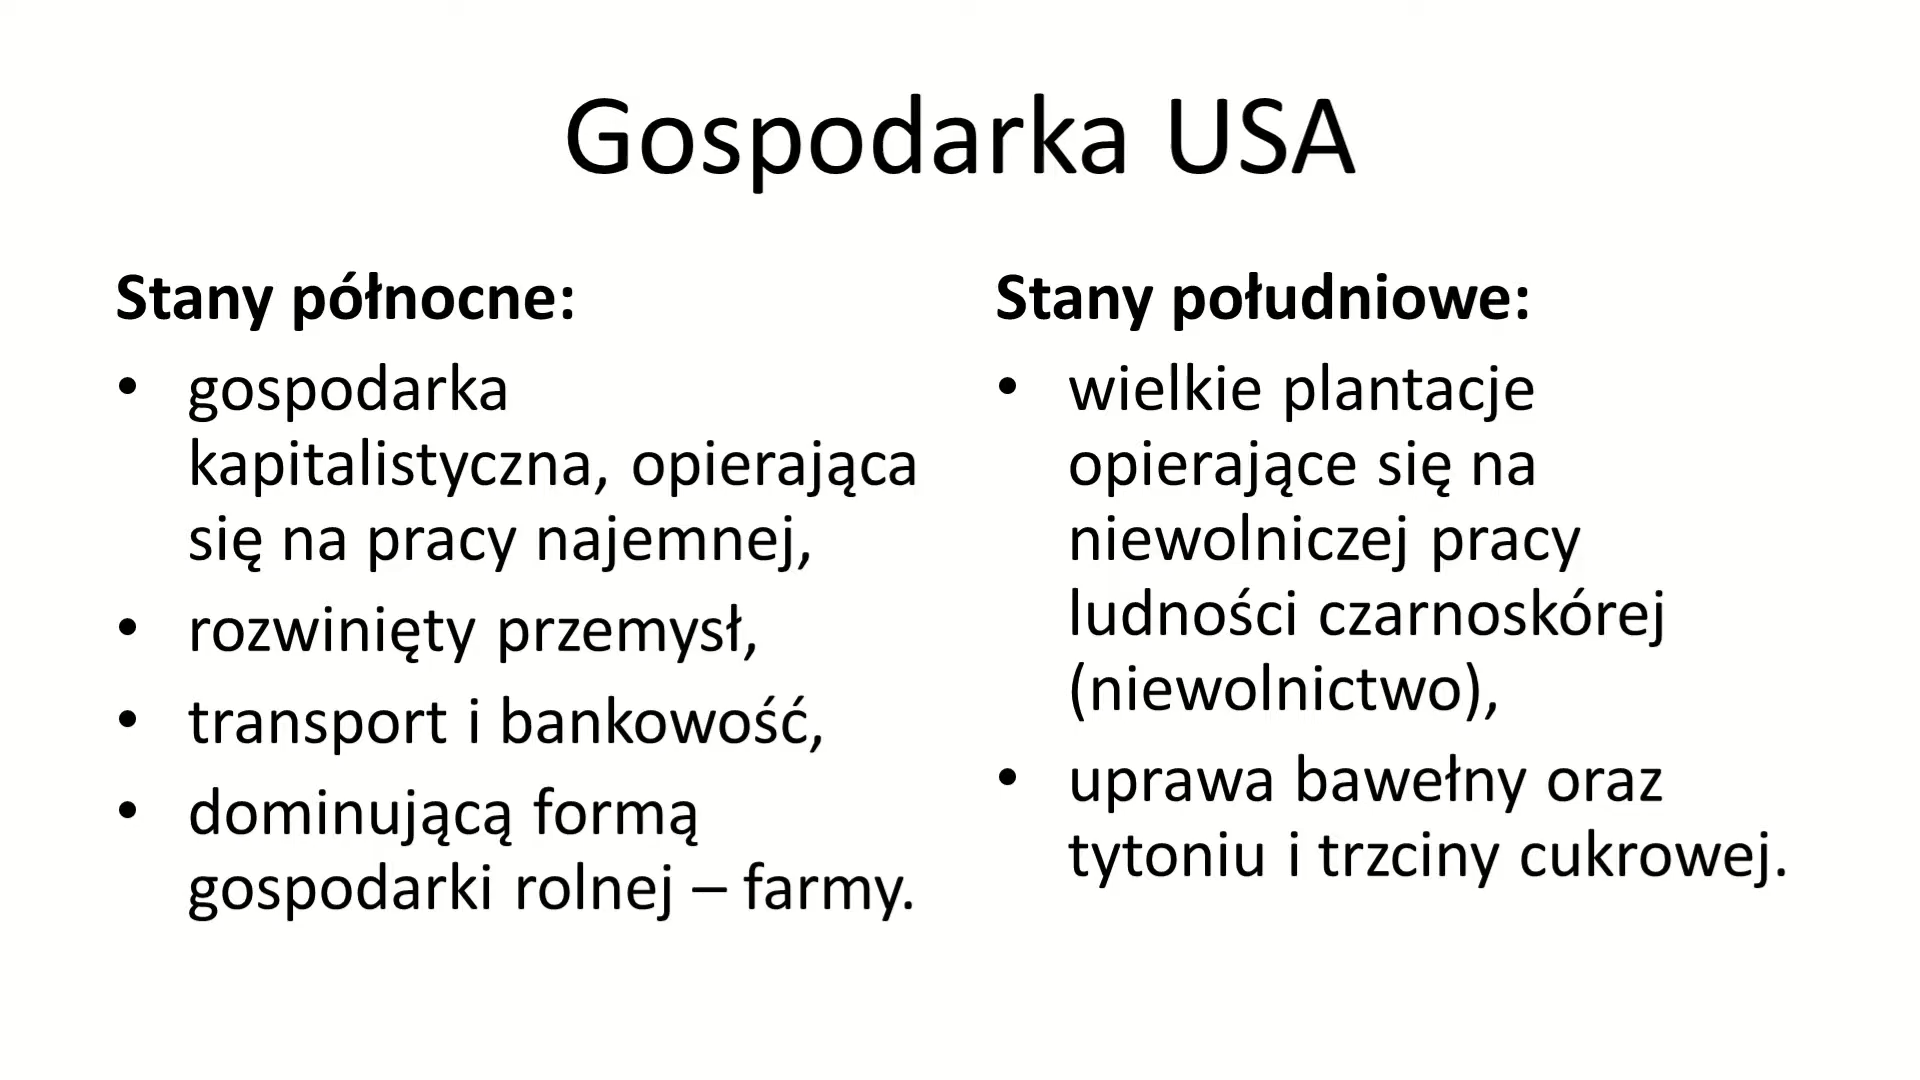 Gospodarka USA
Stany północne:
• gospodarka
kapitalistyczna, opierająca
się na pracy najemnej,
• rozwinięty przemysł,
• transport i bankowość,
• dominującą formą
gospodarki rolnej – farmy.
Stany południowe:
• wielkie plantacje
opierające się na
niewolniczej pracy
ludności czarnoskórej
(niewolnictwo),
• uprawa bawełny oraz
tytoniu i trzciny cukrowej.